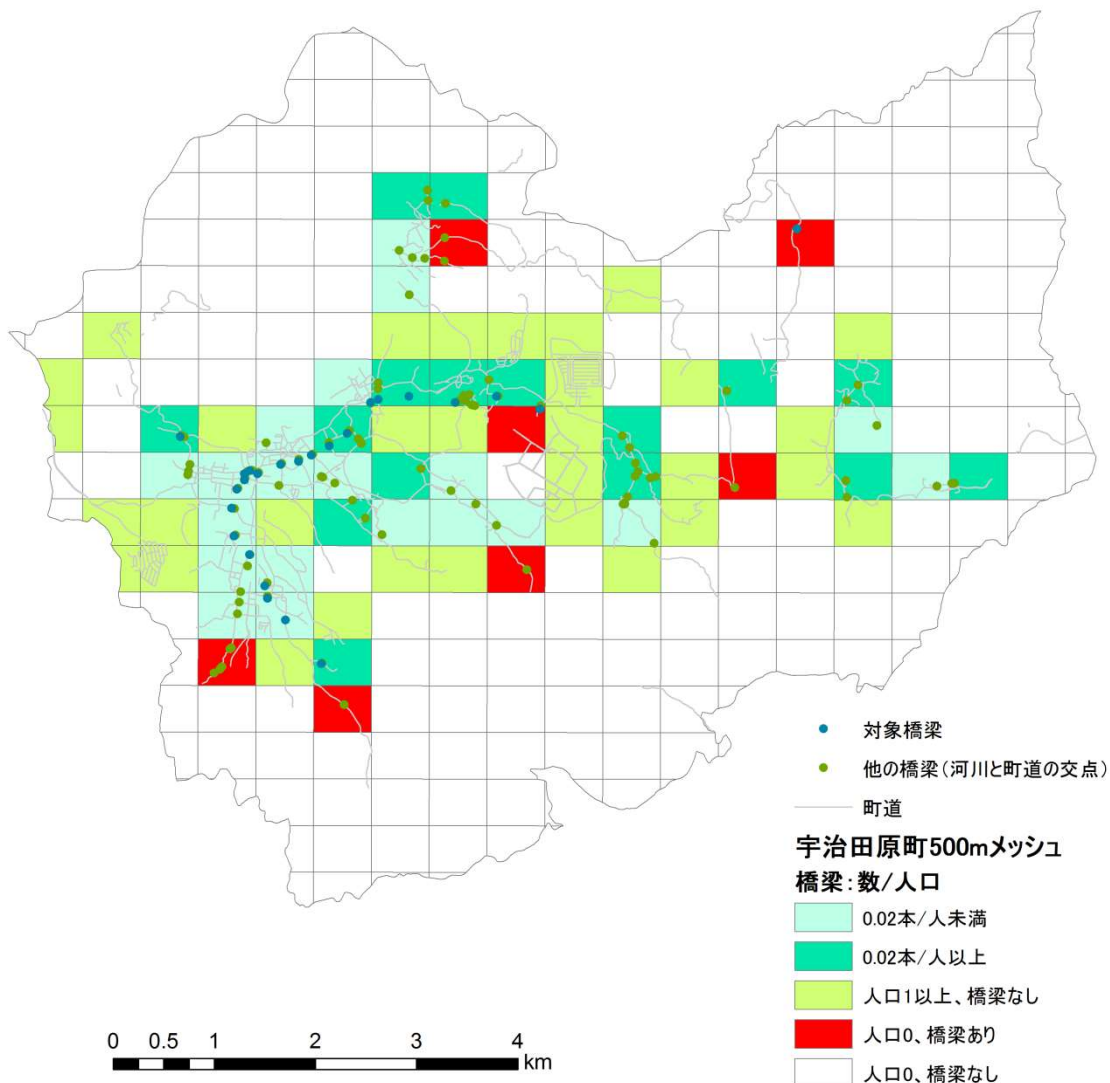 対象橋梁
他の橋梁(河川と町道の交点)
町道
宇治田原町500mメッシュ
橋梁:数/人口
0.02本/人未満
0.02本/人以上
人口1以上、橋梁なし
人口0、橋梁あり
人口0、橋梁なし
0 0.5 1 2 3 4
km